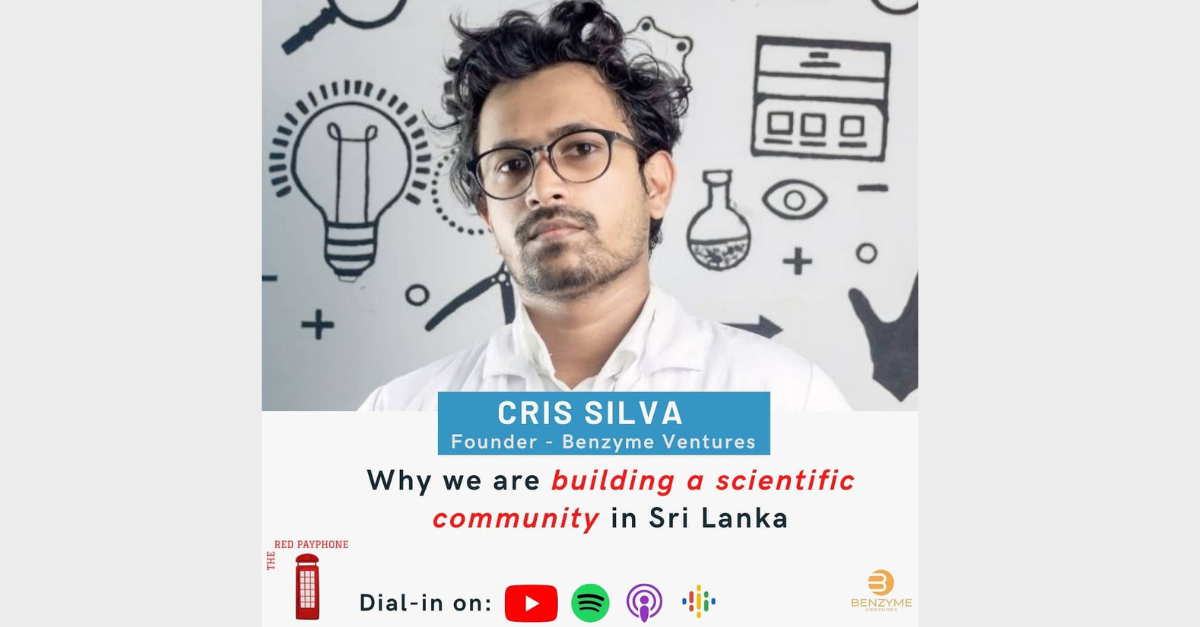 CRIS SILVA
Founder - Benzyme Ventures
Why we are building a scientific
community in Sri Lanka
THE
RED PAYPHONE
Dial-in on:
BENZYME
VENTURES